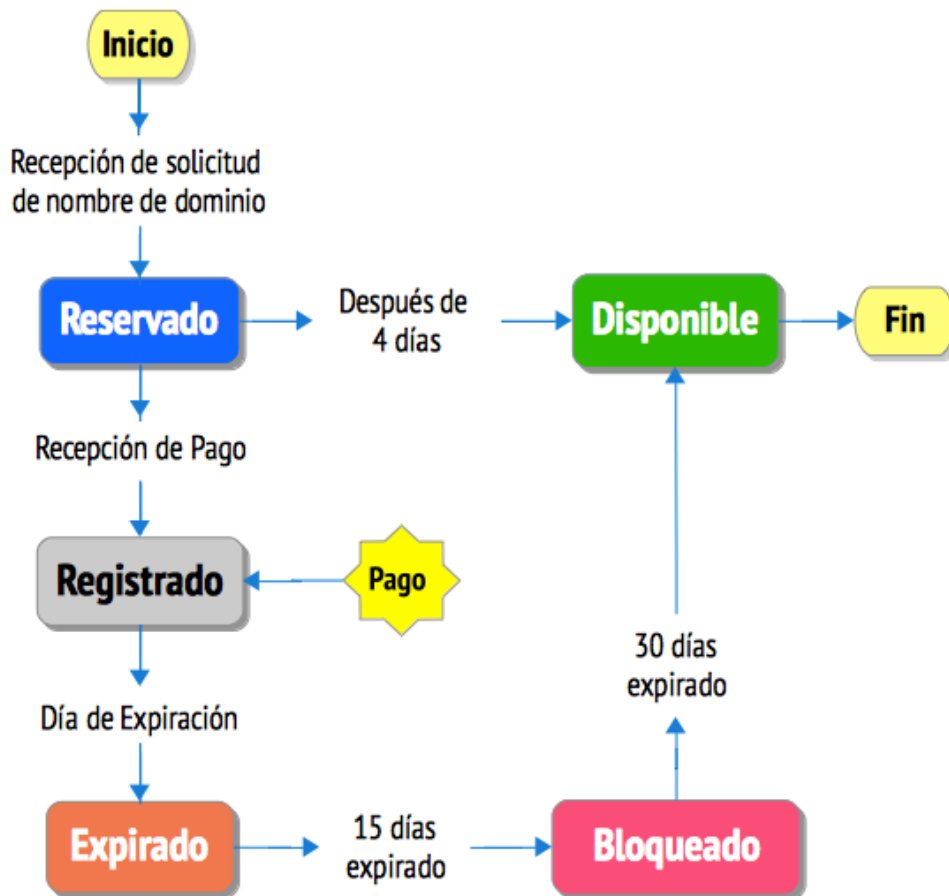 Inicio
Recepción de solicitud
de nombre de dominio
Reservado
Después de
4 días
Disponible
Fin
Recepción de Pago
Registrado
Pago
30 días
expirado
Día de Expiración
Expirado
15 días
expirado
Bloqueado